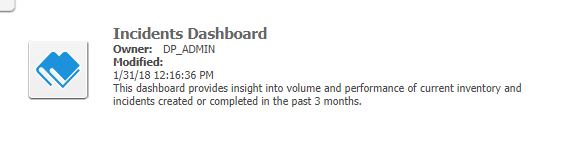 Incidents Dashboard
Owner: DP_ADMIN
Modified:
1/31/18 12:16:36 PM
This dashboard provides insight into volume and performance of current inventory and
incidents created or completed in the past 3 months.